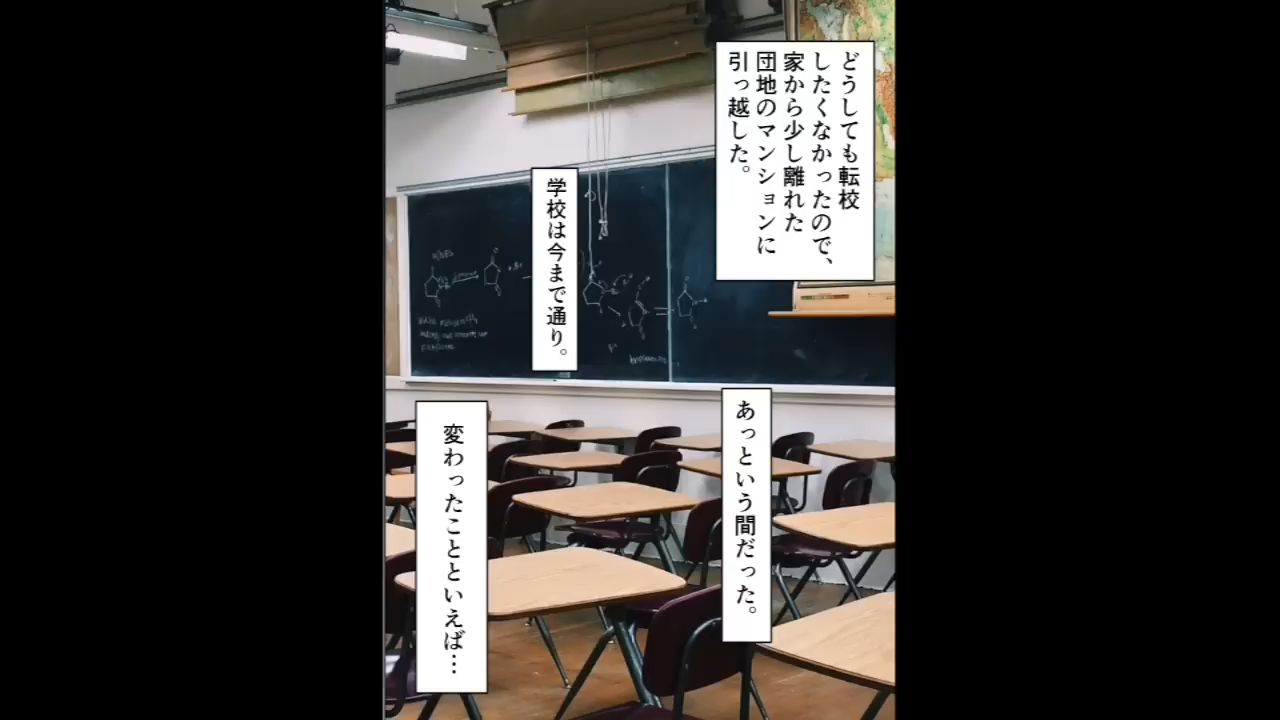 どうしても転校
したくなかったので、
家から少し離れた
団地のマンションに
引っ越した。
学校は今まで通り。
あっという間だった。
変わったことといえば…